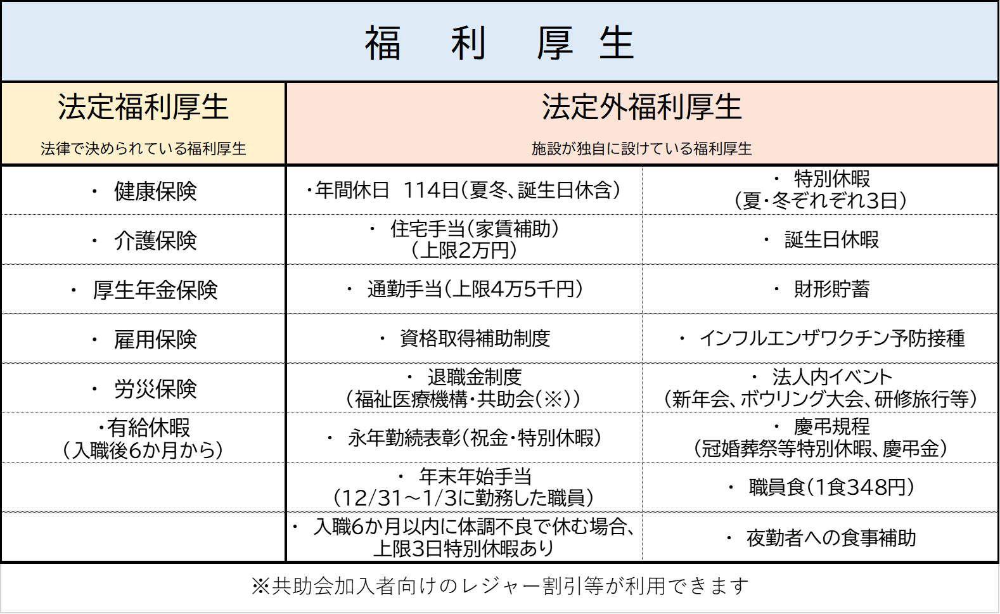 福 利 厚 生
法定福利厚生
法律で決められている福利厚生
法定外福利厚生
施設が独自に設けている福利厚生
・ 健康保険
・年間休日 114日(夏冬、誕生日休含)
・ 特別休暇
(夏・冬ぞれぞれ3日)
・ 介護保険
・ 住宅手当(家賃補助)
(上限2万円)
・ 誕生日休暇
・ 厚生年金保険
・ 通勤手当(上限4万5千円)
・ 財形貯蓄
・ 雇用保険
・ 資格取得補助制度
・ インフルエンザワクチン予防接種
・ 労災保険
・ 退職金制度
(福祉医療機構・共助会(※))
・ 法人内イベント
(新年会、ボウリング大会、研修旅行等)
・有給休暇
(入職後6か月から)
・ 永年勤続表彰(祝金・特別休暇)
・ 慶弔規程
(冠婚葬祭等特別休暇、慶弔金)
・ 年末年始手当
(12/31~1/3に勤務した職員)
・ 職員食(1食348円)
・ 入職6か月以内に体調不良で休む場合、
上限3日特別休暇あり
・ 夜勤者への食事補助
※共助会加入者向けのレジャー割引等が利用できます